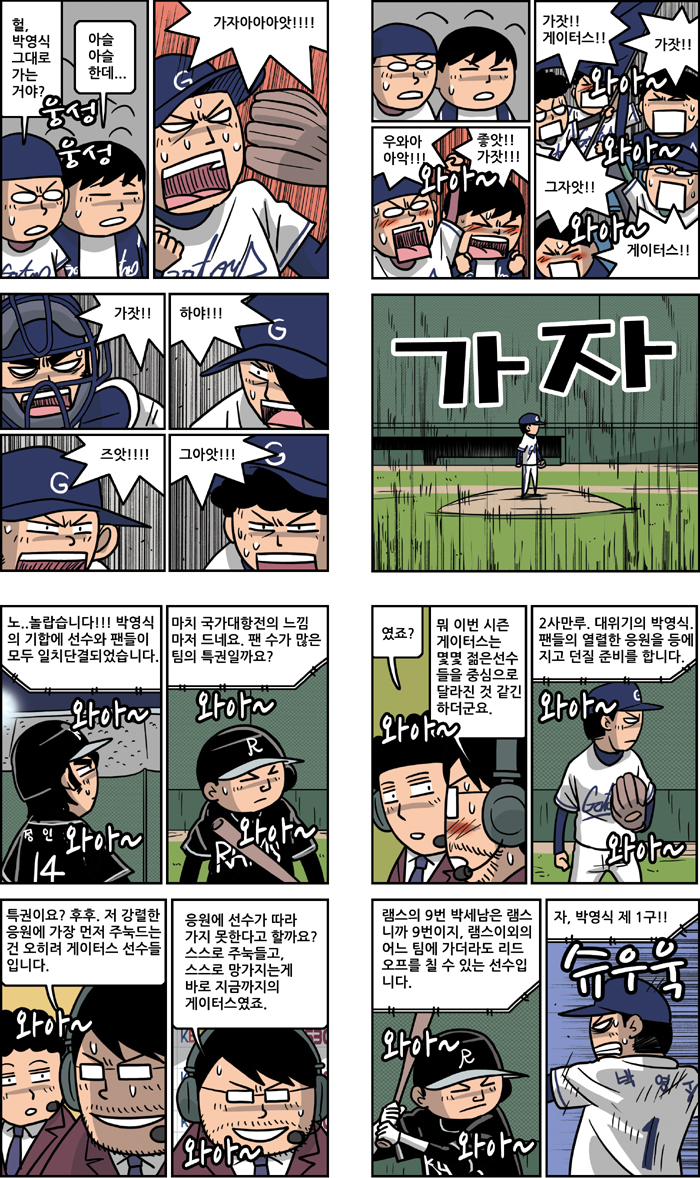 헐,
박영식
그대로
가는
거야?
아슬
아슬
한데...
웅성
웅성
가자아아아앗!!!!
G
가잣!!
하야!!!
G
즈앗!!!!
G
그아앗!!!
G
가잣!!
게이터스!!
가잣!!
와아~
우와아
아악!!!
좋앗!!
가잣!!!
와아~
와아~
그자앗!!
와아~
게이터스!!
가자
노..놀랍습니다!!! 박영식
의 기합에 선수와 팬들이
모두 일치단결되었습니다.
와아~
정인
14
와아~
마치 국가대항전의 느낌
마저 드네요. 팬 수가 많은
팀의 특권일까요?
와아~
R
와아~
특권이요? 후후. 저 강렬한
응원에 가장 먼저 주눅드는
건 오히려 게이터스 선수들
입니다.
와아~
응원에 선수가 따라
가지 못한다고 할까요?
스스로 주눅들고,
스스로 망가지는게
바로 지금까지의
게이터스였죠.
와아~
였죠?
뭐 이번 시즌
게이터스는
몇몇 젊은선수
들을 중심으로
달라진 것 같긴
하더군요.
와아~
2사만루. 대위기의 박영식.
팬들의 열렬한 응원을 등에
지고 던질 준비를 합니다.
와아~
G
와아~
램스의 9번 박세남은 램스
니까 9번이지, 램스이외의
어느 팀에 가더라도 리드
오프를 칠 수 있는 선수입
니다.
와아~
R
와아~
자, 박영식 제 1구!!
슈우욱
박영
1